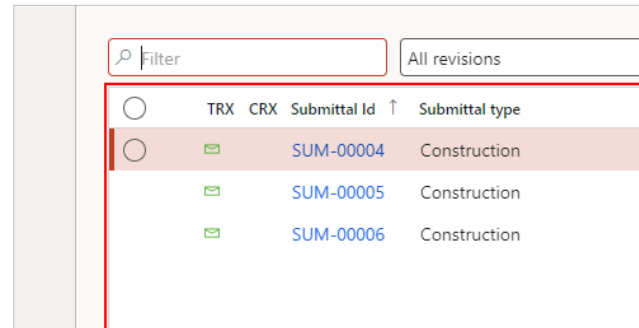 Filter
All revisions
TRX CRX Submittal Id ↑ Submittal type
SUM-00004 Construction
SUM-00005 Construction
SUM-00006 Construction